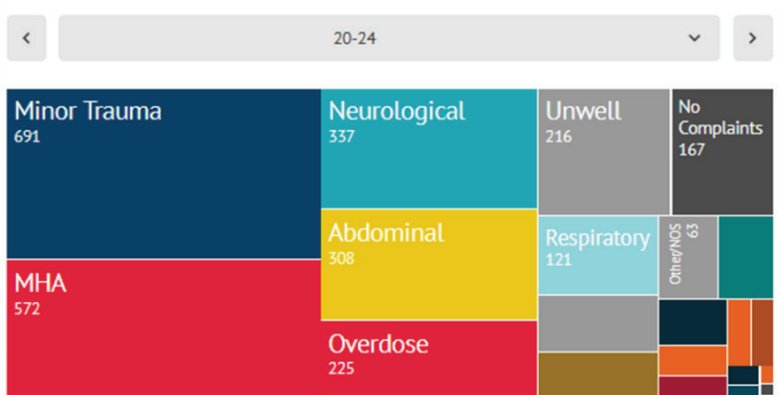 20-24
Minor Trauma
691
MHA
572
Neurological
337
Abdominal
308
Overdose
225
Unwell
216
No
Complaints
167
Respiratory
121
Other/NOS
63